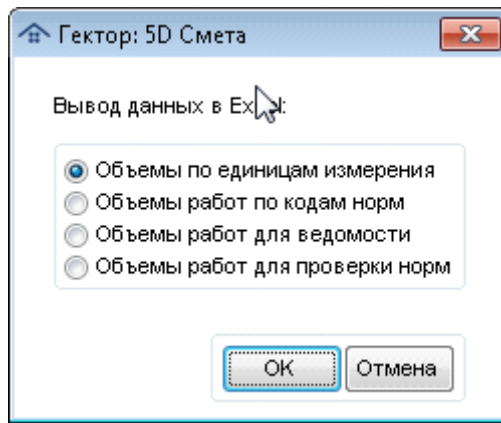 Гектор: 5D Смета
Вывод данных в
Объемы по единицам измерения
Объемы работ по кодам норм
Объемы работ для ведомости
Объемы работ для проверки норм
OK
Отмена